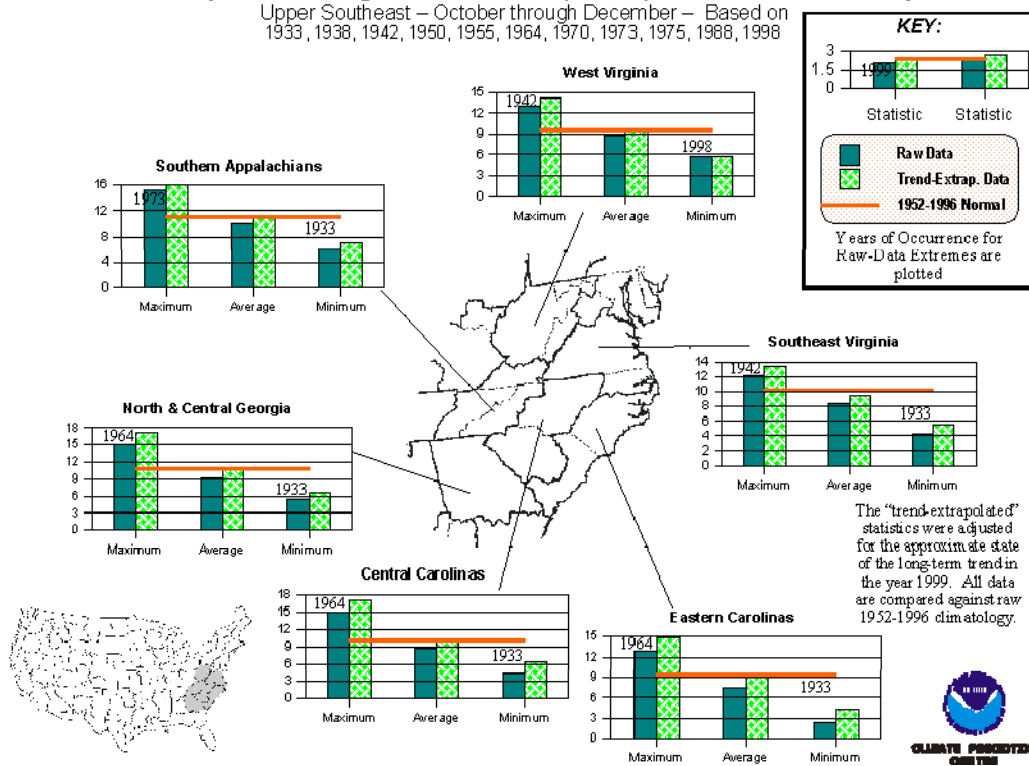 Upper Southeast – October through December – Based on
1933, 1938, 1942, 1950, 1955, 1964, 1970, 1973, 1975, 1988, 1998
KEY:
3
1.5
0
1999
Statistic Statistic
Raw Data
Trend-Extrap. Data
1952-1996 Normal
Years of Occurrence for
Raw-Data Extremes are
plotted
West Virginia
15
12
9
6
3
0
1942
1998
Maximum Average Minimum
Southern Appalachians
16
12
8
4
0
1973
1933
Maximum Average Minimum
Southeast Virginia
14
12
10
8
6
4
2
0
1942
1933
Maximum Average Minimum
North & Central Georgia
18
15
12
9
6
3
0
1964
1933
Maximum Average Minimum
The "trend-extrapolated"
statistics were adjusted
for the approximate state
of the long-term trend in
the year 1999. All data
are compared against raw
1952-1996 climatology.
Central Carolinas
18
15
12
9
6
3
0
1964
1933
Maximum Average Minimum
Eastern Carolinas
15
12
9
6
3
0
1964
1933
Maximum Average Minimum
CLIMATE PREDICTION
CENTER